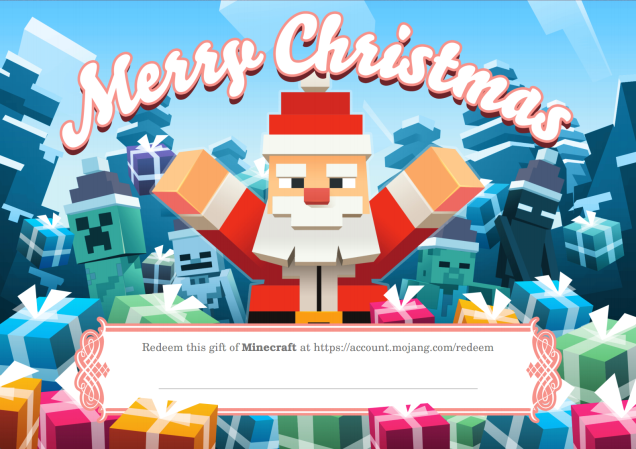 Merry Christmas
Redeem this gift of Minecraft at https://account.mojang.com/redeem